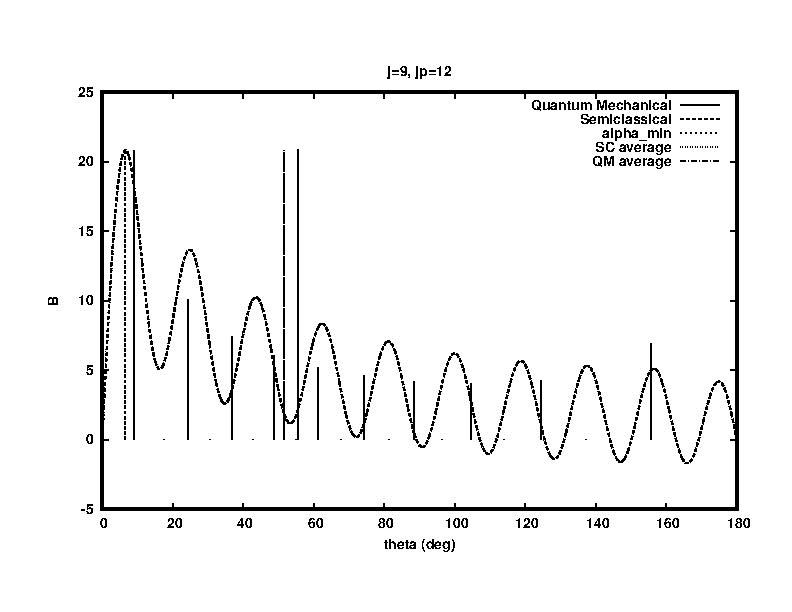 j=9, jp=12
25
20
15
10
5
0
-5
B
Quantum Mechanical
Semiclassical
alpha_min
SC average
QM average
0 20 40 60 80 100 120 140 160 180
theta (deg)